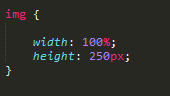 img {
width: 100%;
height: 250px;
}